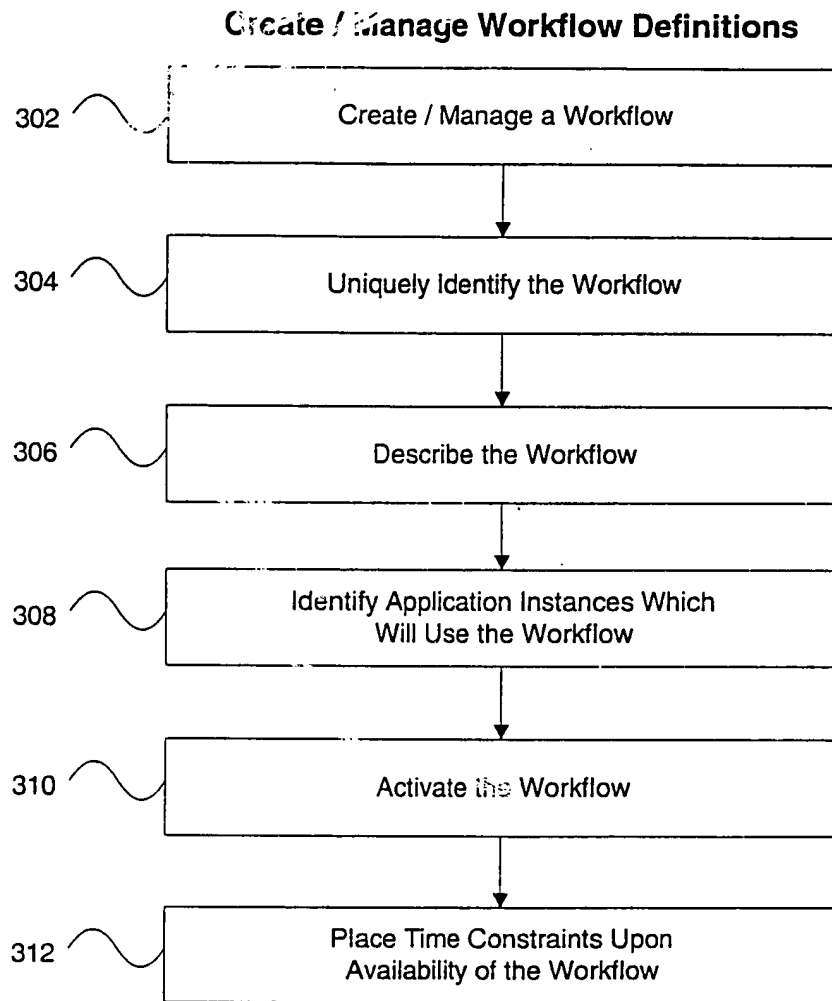 Create / Manage Workflow Definitions
302
Create / Manage a Workflow
304
Uniquely Identify the Workflow
306
Describe the Workflow
308
Identify Application Instances Which
Will Use the Workflow
310
Activate the Workflow
312
Place Time Constraints Upon
Availability of the Workflow